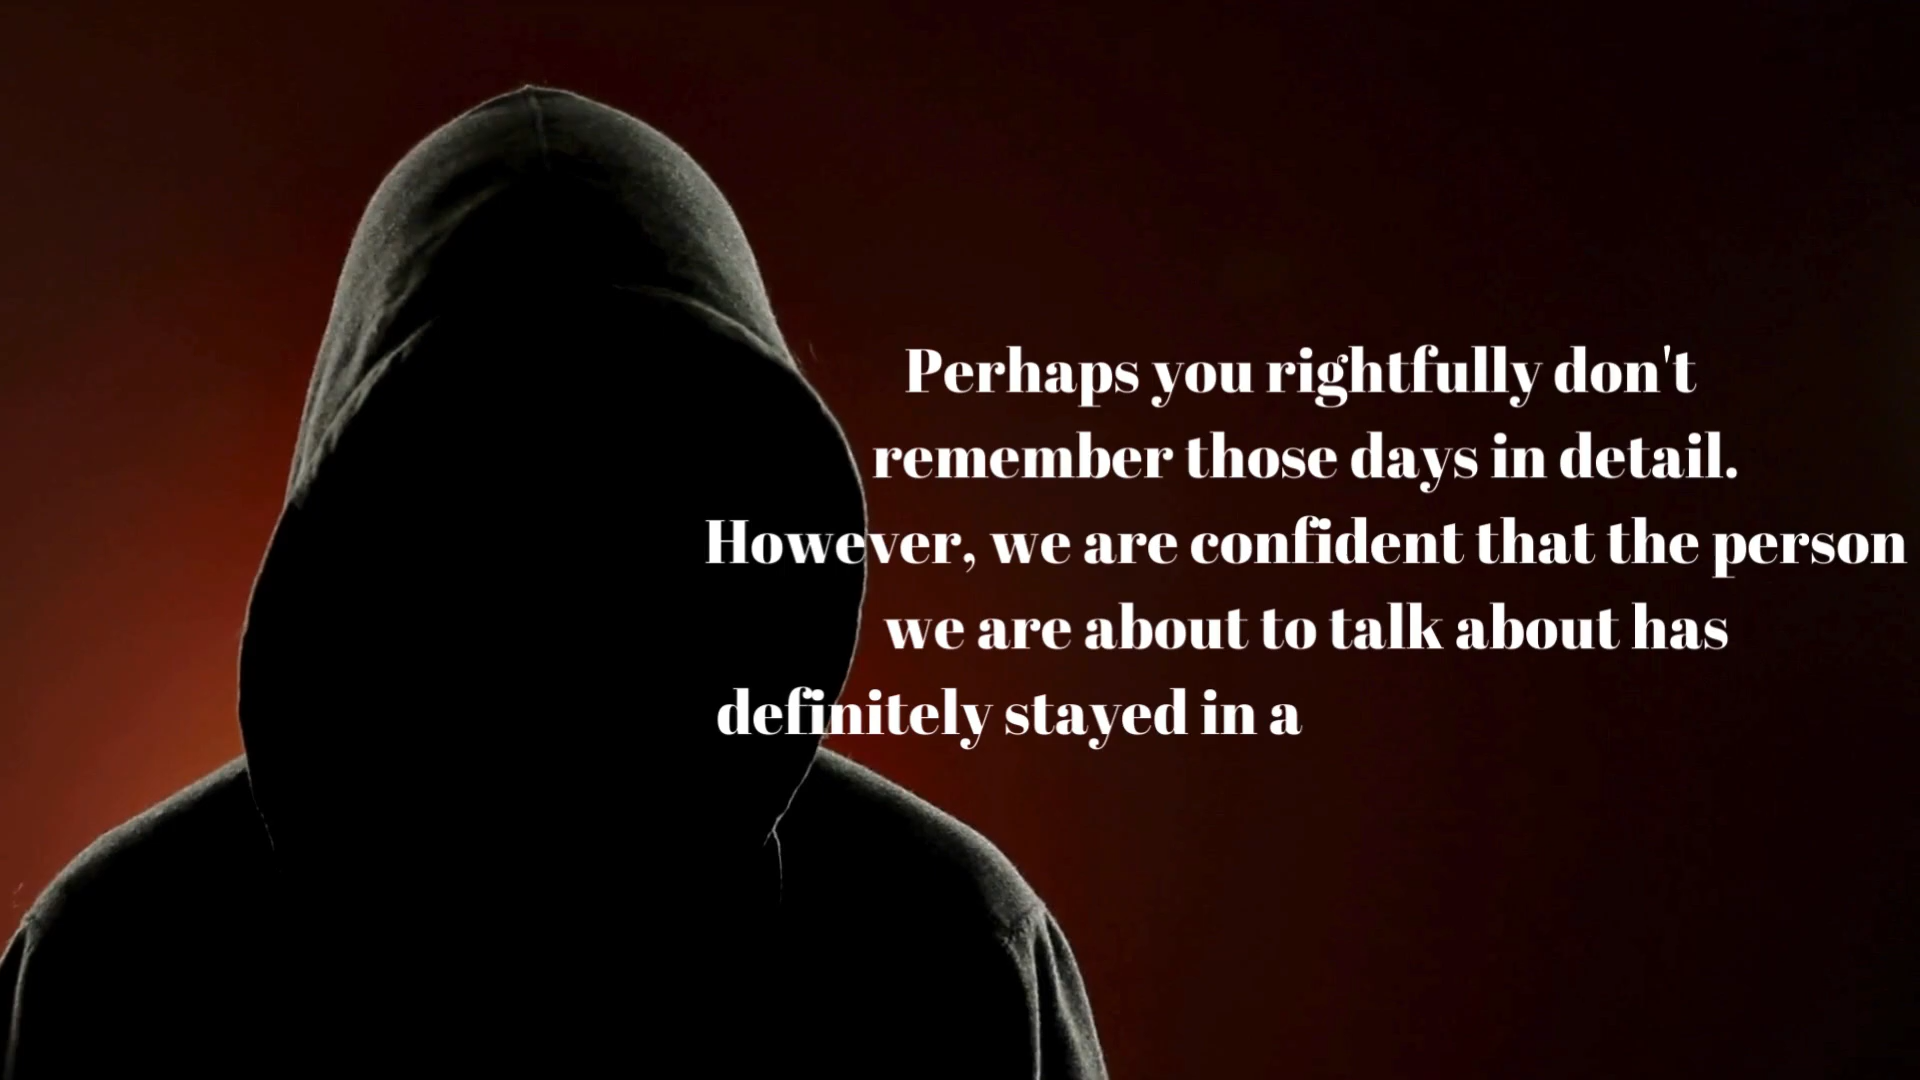 Perhaps you rightfully don't
remember those days in detail.
However, we are confident that the person
we are about to talk about has
definitely stayed in a